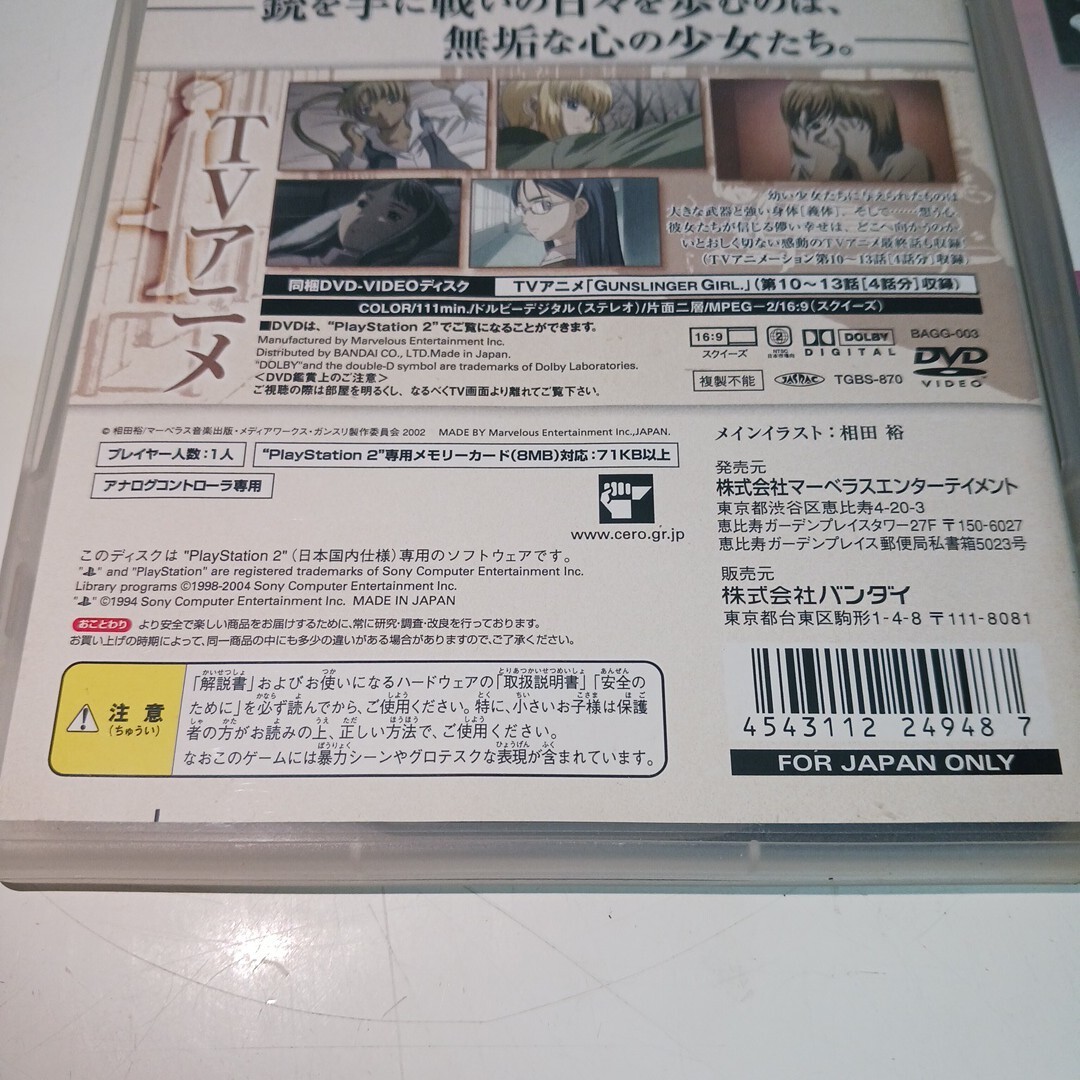 銃を手に戦いの日々を歩むのは、
無垢な心の少女たち。
TVアニメ
幼い少女たちに与えられたものは
大きな武器と強い身体[義体]、そして……想う心。
彼女たちが信じる儚い幸せは、どこへ向かうのか
いとおしく切ない感動のTVアニメ最終話も収録!
(TVアニメーション第10〜13話[4話分]収録)
同梱DVD-VIDEOディスク
TVアニメ「GUNSLINGER GIRL.」(第10〜13話[4話分]収録)
COLOR/111min./ドルビーデジタル(ステレオ)/片面二層/MPEG−2/16:9(スクイーズ)
■DVDは、"PlayStation 2"でご覧になることができます。
Manufactured by Marvelous Entertainment Inc.
Distributed by BANDAI CO., LTD.Made in Japan.
"DOLBY"and the double-D symbol are trademarks of Dolby Laboratories.
<DVD鑑賞上のご注意>
ご視聴の際は部屋を明るくし、なるべくTV画面より離れてご覧下さい。
16:9
スクイーズ
2
NTSC
日本市場向
DOLBY
DIGITAL
BAGG-003
DVD
VIDEO
複製不能
JASRAC
TGBS-870
© 相田裕/マーベラス音楽出版・メディアワークス・ガンスリ製作委員会 2002 MADE BY Marvelous Entertainment Inc.,JAPAN.
プレイヤー人数:1人
"PlayStation 2"専用メモリーカード(8MB)対応:71KB以上
アナログコントローラ専用
www.cero.gr.jp
メインイラスト:相田 裕
発売元
株式会社マーベラスエンターテイメント
東京都渋谷区恵比寿4-20-3
恵比寿ガーデンプレイスタワー27F 〒150-6027
恵比寿ガーデンプレイス郵便局私書箱5023号
販売元
株式会社バンダイ
東京都台東区駒形1-4-8 〒111-8081
このディスクは "PlayStation 2"(日本国内仕様)専用のソフトウェアです。
" " and "PlayStation" are registered trademarks of Sony Computer Entertainment Inc.
Library programs ©1998-2004 Sony Computer Entertainment Inc.
" " ©1994 Sony Computer Entertainment Inc. MADE IN JAPAN
おことわり より安全で楽しい商品をお届けするために、常に研究・調査・改良を行っております。
お買い上げの時期によって、同一商品の中にも多少の違いがある場合がありますので、ご了承ください。
注意
(ちゅうい)
「解説書」およびお使いになるハードウェアの「取扱説明書」「安全の
ために」を必ず読んでから、ご使用ください。特に、小さいお子様は保護
者の方がお読みの上、正しい方法で、ご使用ください。
なおこのゲームには暴力シーンやグロテスクな表現が含まれています。
4543112 24948 7
FOR JAPAN ONLY